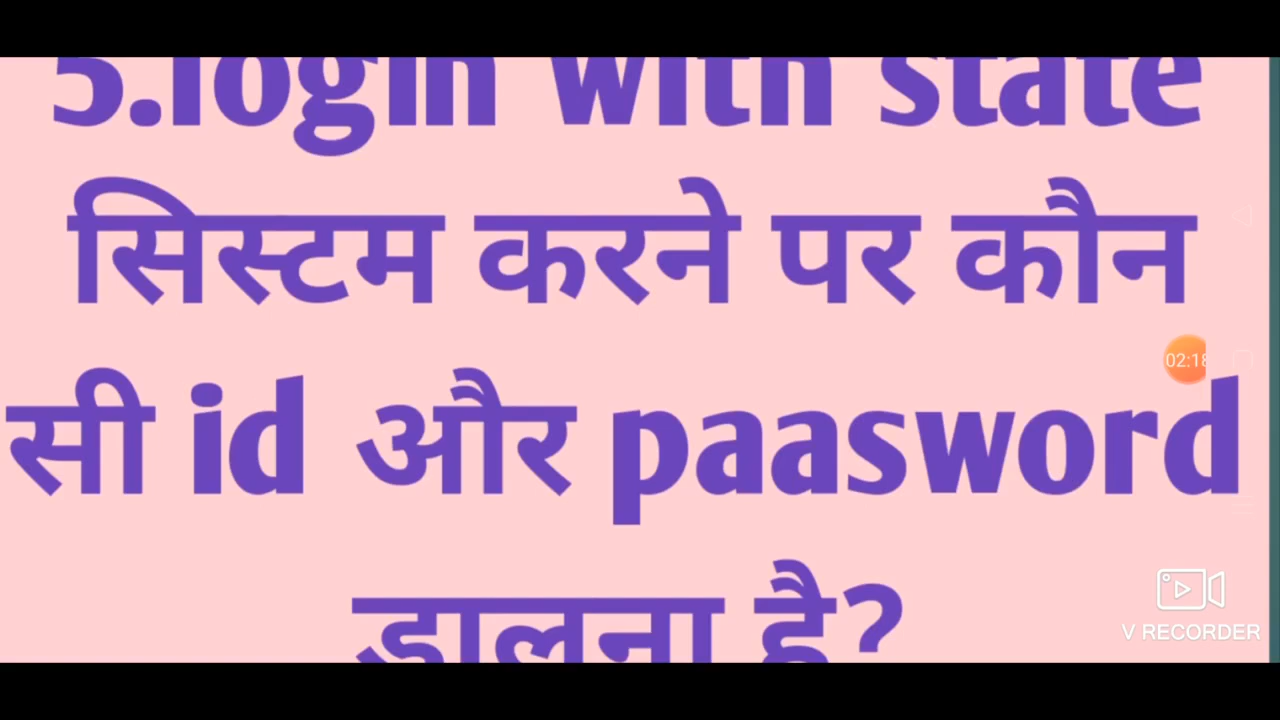 5.login with state
सिस्टम करने पर कौन
02:18
सी id और paasword
डालना है?
V RECORDER